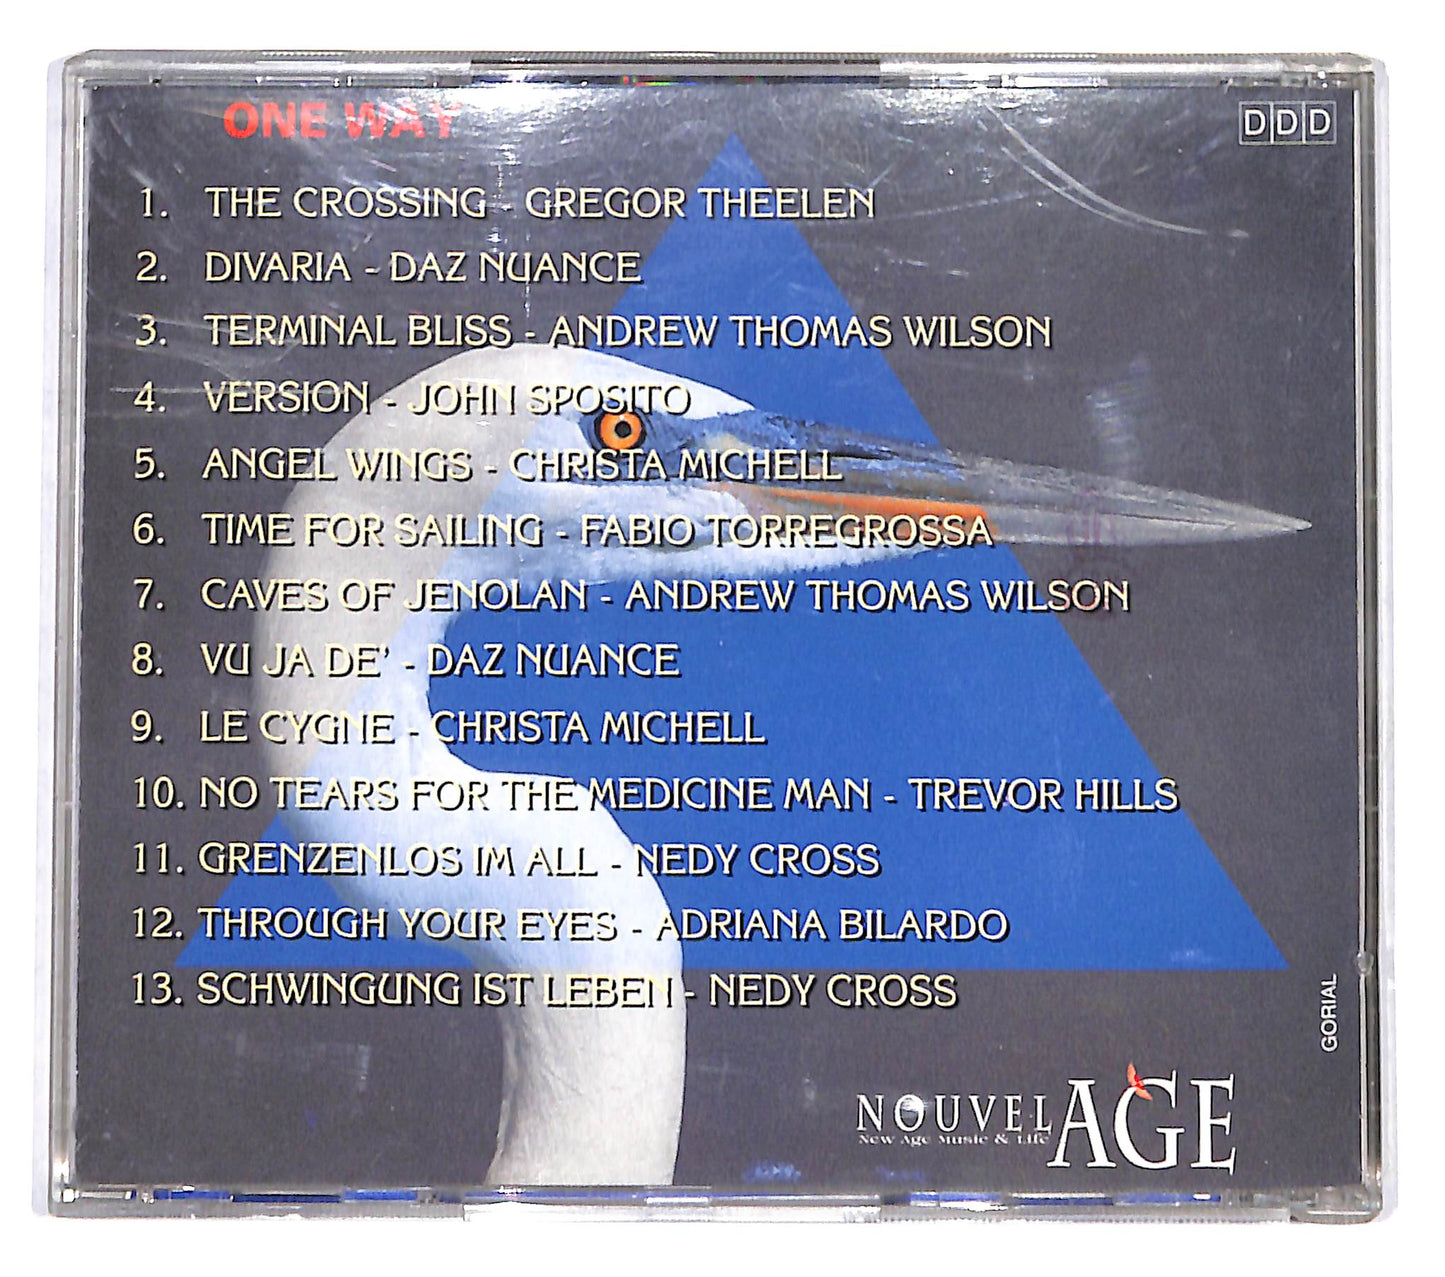 ONE WAY
DDD
1. THE CROSSING - GREGOR THEELEN
2. DIVARIA - DAZ NUANCE
3. TERMINAL BLISS - ANDREW THOMAS WILSON
4. VERSION - JOHN SPOSITO
5. ANGEL WINGS - CHRISTA MICHELL
6. TIME FOR SAILING - FABIO TORREGROSSA
7. CAVES OF JENOLAN - ANDREW THOMAS WILSON
8. VU JA DE' - DAZ NUANCE
9. LE CYGNE - CHRISTA MICHELL
10. NO TEARS FOR THE MEDICINE MAN - TREVOR HILLS
11. GRENZENLOS IM ALL - NEDY CROSS
12. THROUGH YOUR EYES - ADRIANA BILARDO
13. SCHWINGUNG IST LEBEN - NEDY CROSS
GORIAL
NOUVEL AGE
New Age Music & Life